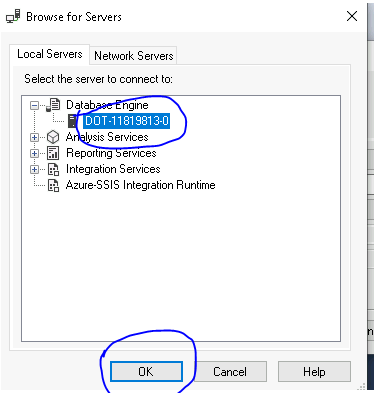 Browse for Servers
Local Servers
Network Servers
Select the server to connect to:
Database Engine
DOT-11819813-0
Analysis Services
Reporting Services
Integration Services
Azure-SSIS Integration Runtime
OK
Cancel
Help